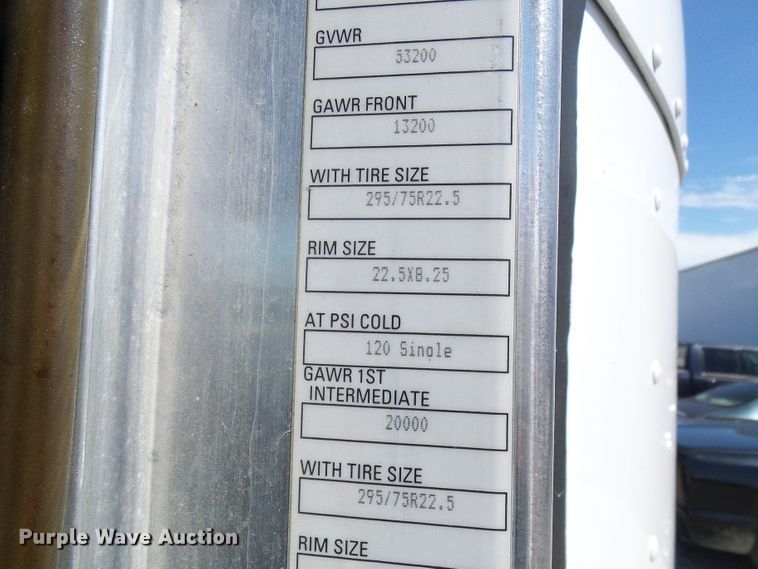 GVWR
53200
GAWR FRONT
13200
WITH TIRE SIZE
295/75R22.5
RIM SIZE
22.5X8.25
AT PSI COLD
120 Single
GAWR 1ST
INTERMEDIATE
20000
WITH TIRE SIZE
295/75R22.5
RIM SIZE
Purple Wave Auction